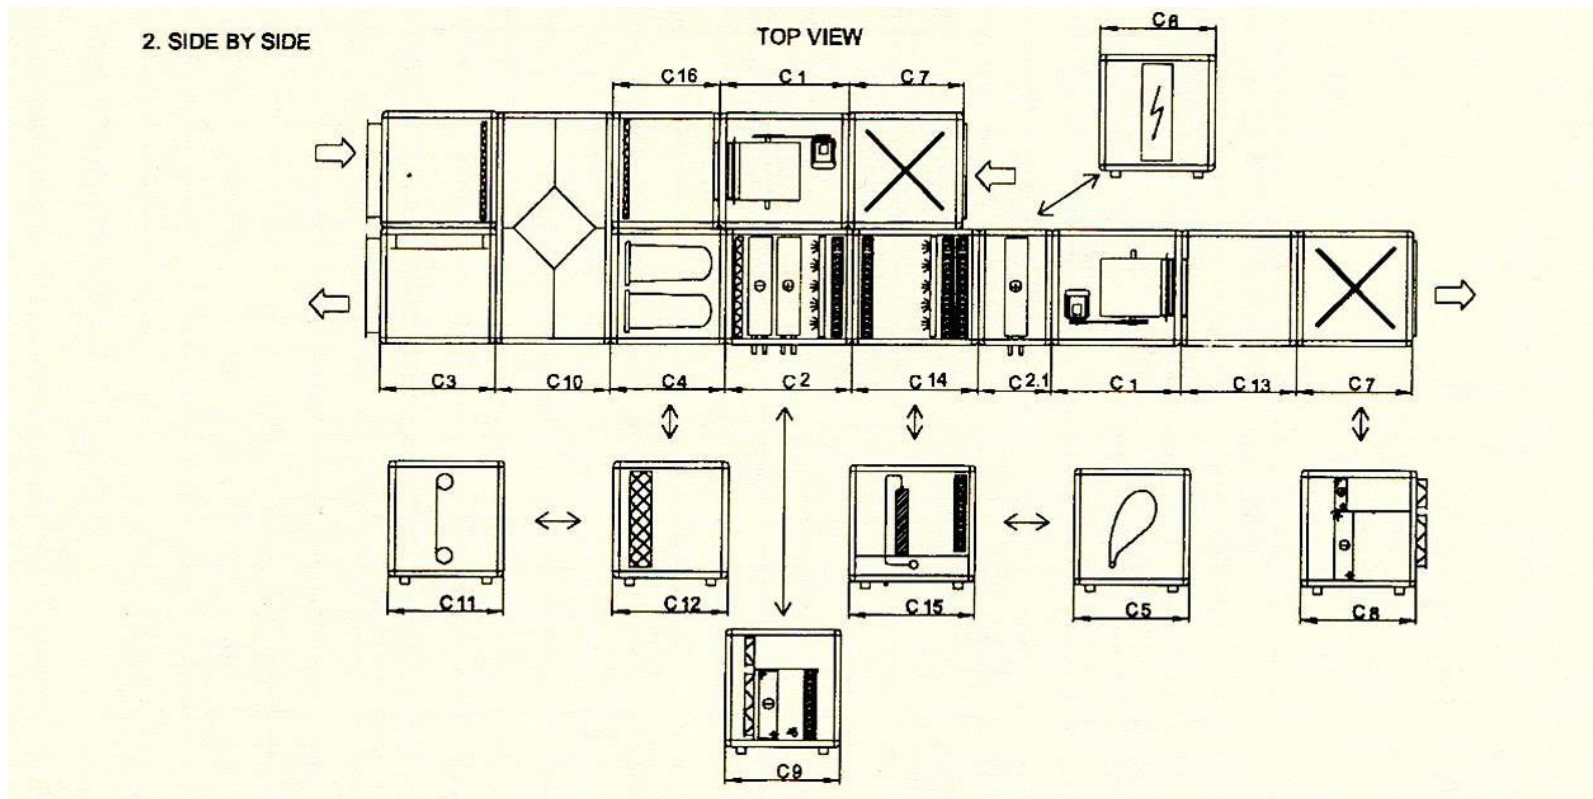 2. SIDE BY SIDE
TOP VIEW
C6
C16 C1 C7
C3 C10 C4 C2 C14 C2.1 C1 C13 C7
C11 C12 C15 C5 C8
C9